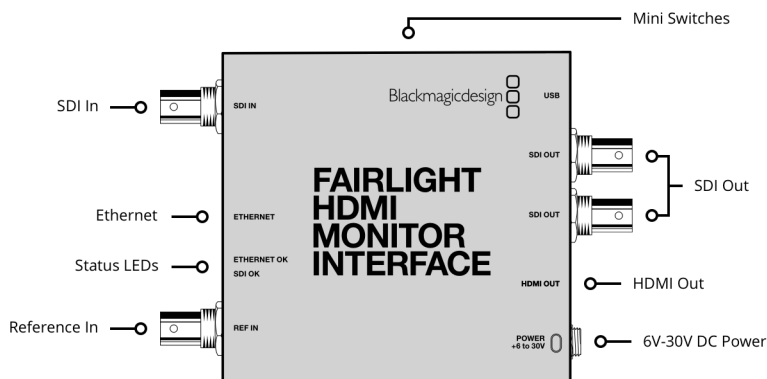 Mini Switches
Blackmagicdesign
USB
SDI In
SDI IN
SDI OUT
FAIRLIGHT
HDMI
MONITOR
INTERFACE
SDI Out
Ethernet
ETHERNET
SDI OUT
Status LEDs
ETHERNET OK
SDI OK
HDMI OUT
HDMI Out
Reference In
REF IN
POWER
+6 to 30V
6V-30V DC Power